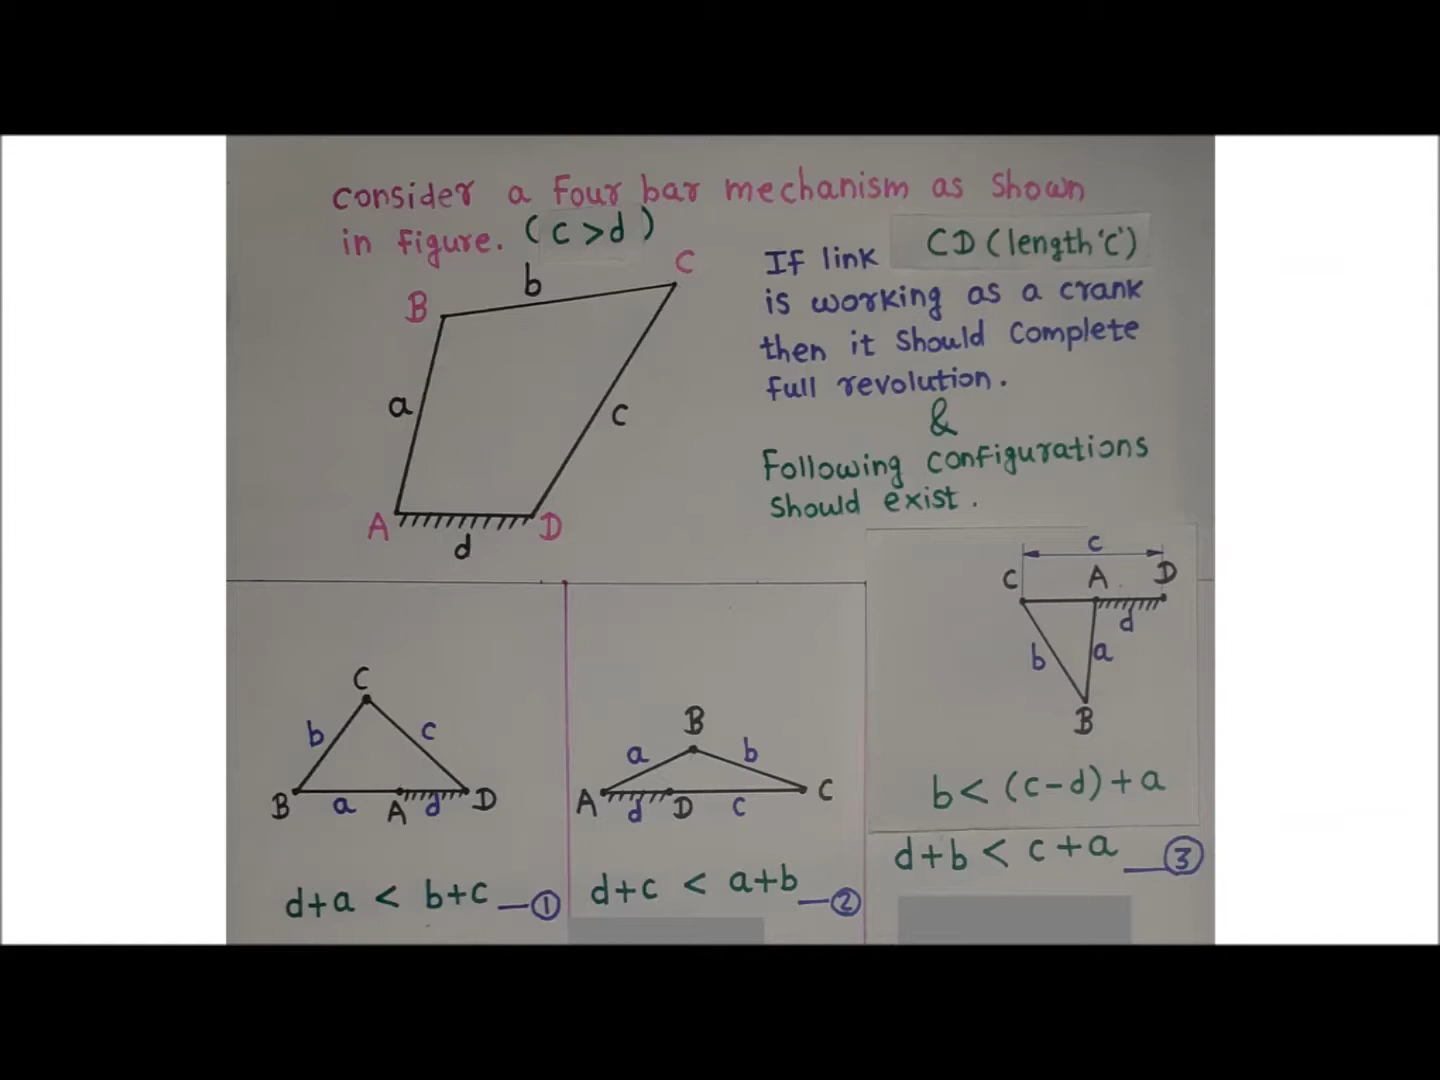 consider a Four bar mechanism as shown
in figure. (c>d)
B
b
C
a
c
A
d
D
If link CD (length 'c')
is working as a crank
then it should complete
full revolution.
&
Following configurations
should exist.
C
b
c
B
a
A
d
D
d+a < b+c —①
B
a
b
A
d
D
c
C
d+c < a+b —②
c
C
A
D
d
b
a
B
b < (c-d)+a
d+b < c+a —③